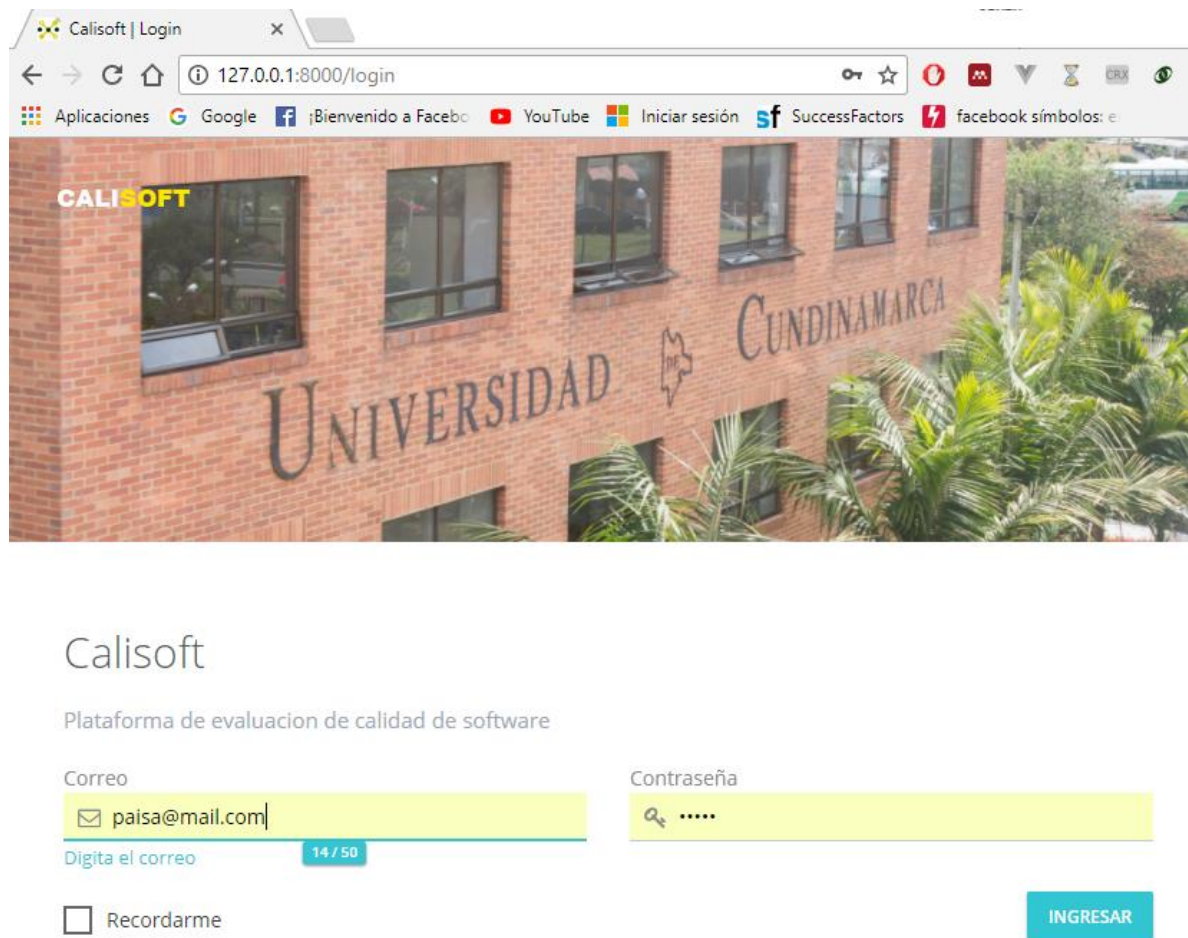 Calisoft | Login
127.0.0.1:8000/login
CRX
Aplicaciones Google ¡Bienvenido a Facebo YouTube Iniciar sesión Sf SuccessFactors facebook símbolos: e
CALISOFT
UNIVERSIDAD DE CUNDINAMARCA
Calisoft
Plataforma de evaluacion de calidad de software
Correo Contraseña
paisa@mail.com •••••
Digita el correo 14 / 50
Recordarme INGRESAR